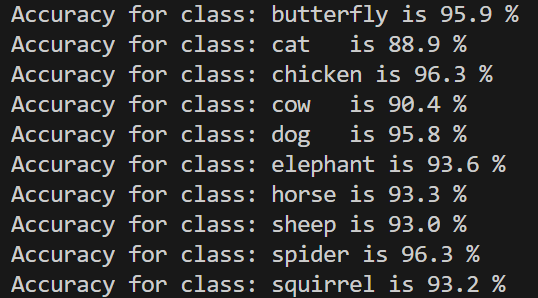 Accuracy for class: butterfly is 95.9 %
Accuracy for class: cat   is 88.9 %
Accuracy for class: chicken is 96.3 %
Accuracy for class: cow   is 90.4 %
Accuracy for class: dog   is 95.8 %
Accuracy for class: elephant is 93.6 %
Accuracy for class: horse is 93.3 %
Accuracy for class: sheep is 93.0 %
Accuracy for class: spider is 96.3 %
Accuracy for class: squirrel is 93.2 %